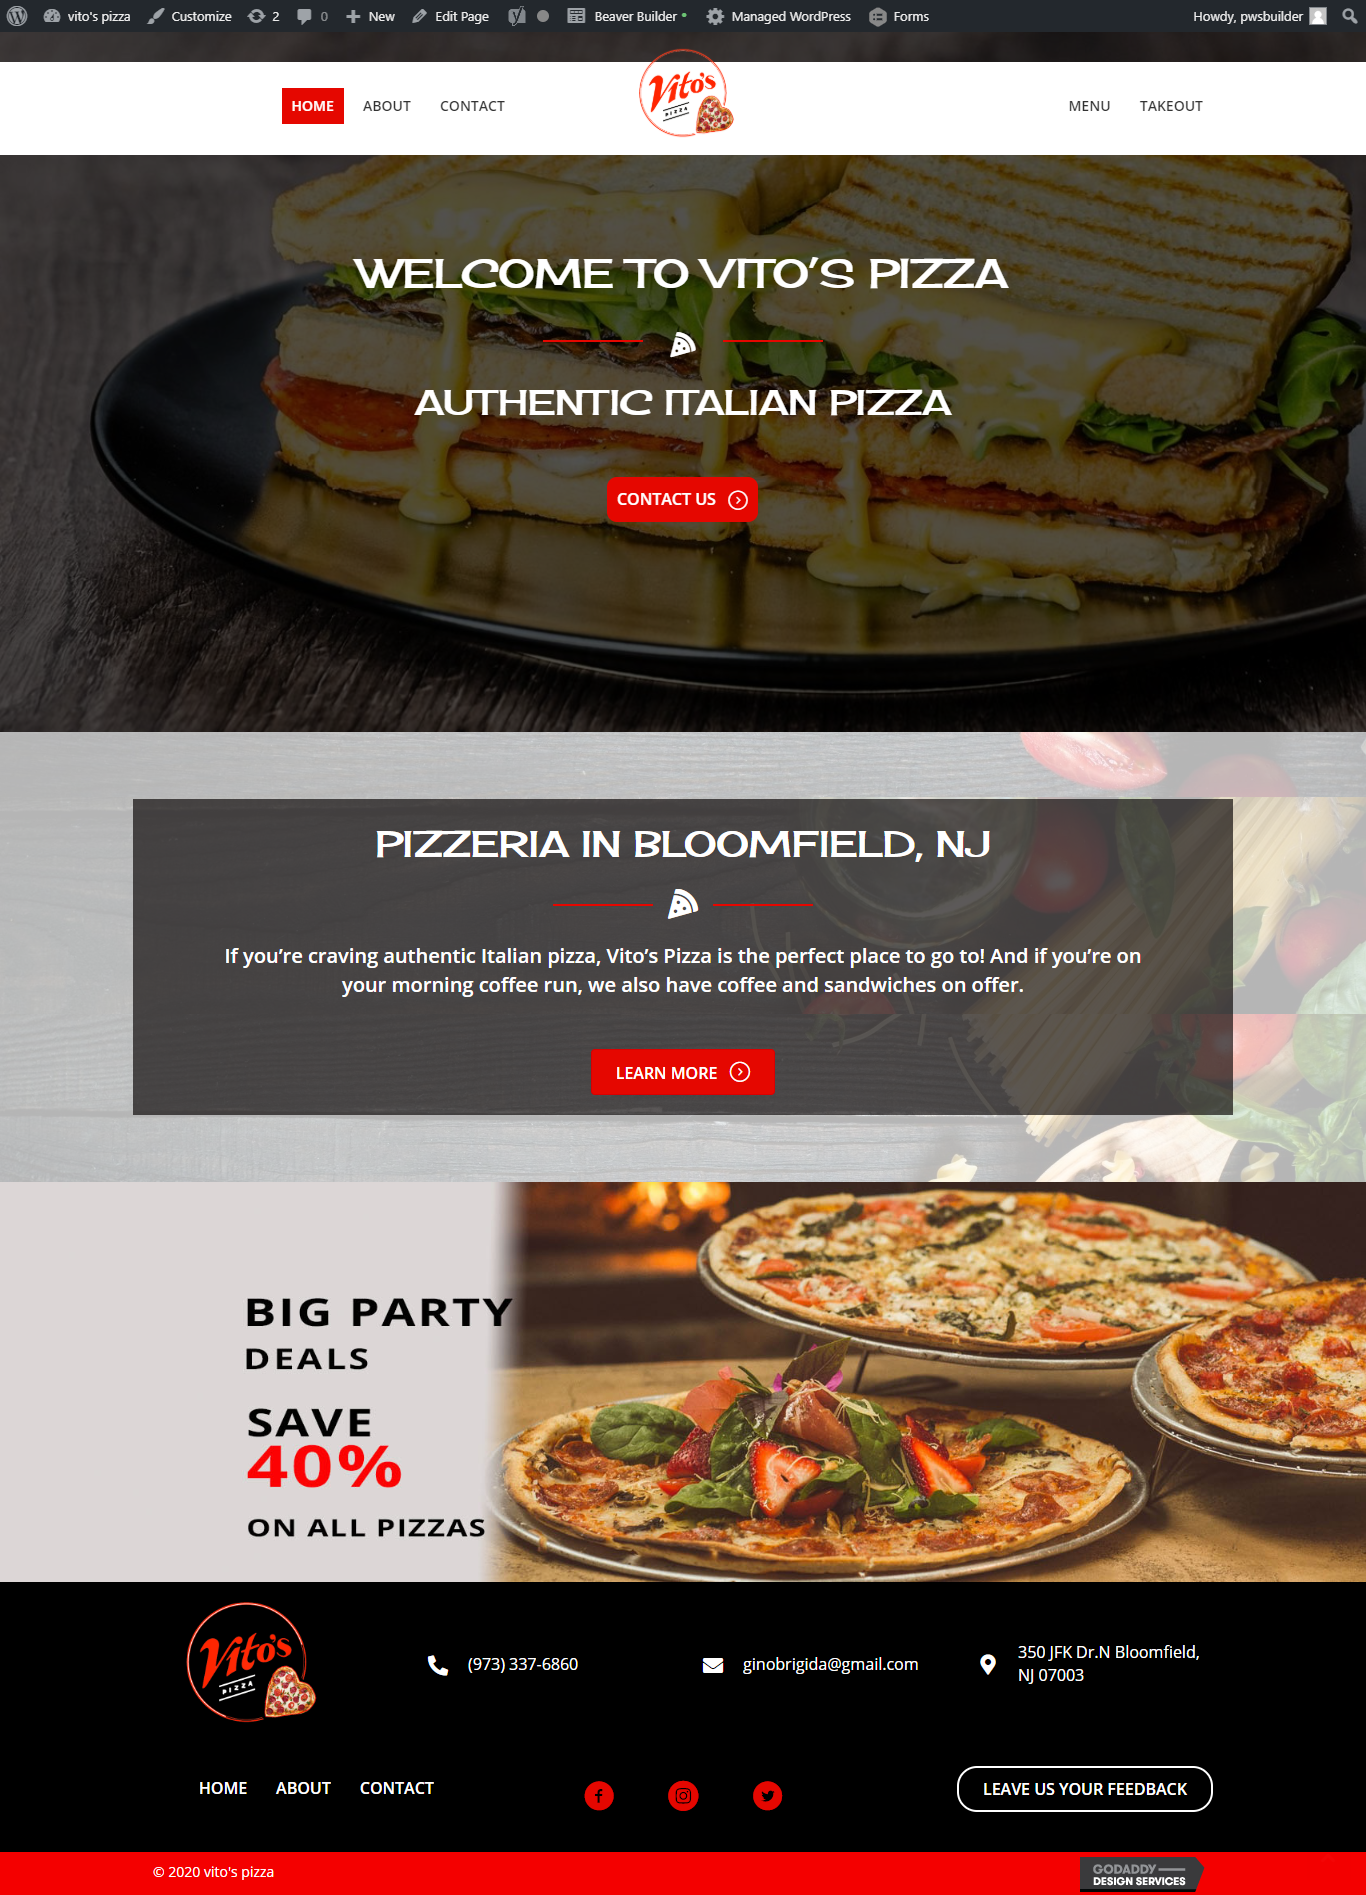 vito's pizza Customize 2 0 New Edit Page Beaver Builder Managed WordPress Forms Howdy, pwsbuilder
HOME ABOUT CONTACT
Vito's
PIZZA
MENU TAKEOUT
WELCOME TO VITO'S PIZZA
AUTHENTIC ITALIAN PIZZA
CONTACT US
PIZZERIA IN BLOOMFIELD, NJ
If you're craving authentic Italian pizza, Vito's Pizza is the perfect place to go to! And if you're on
your morning coffee run, we also have coffee and sandwiches on offer.
LEARN MORE
BIG PARTY
DEALS
SAVE
40%
ON ALL PIZZAS
Vito's
PIZZA
(973) 337-6860
ginobrigida@gmail.com
350 JFK Dr.N Bloomfield,
NJ 07003
HOME ABOUT CONTACT
LEAVE US YOUR FEEDBACK
© 2020 vito's pizza
GODADDY
DESIGN SERVICES